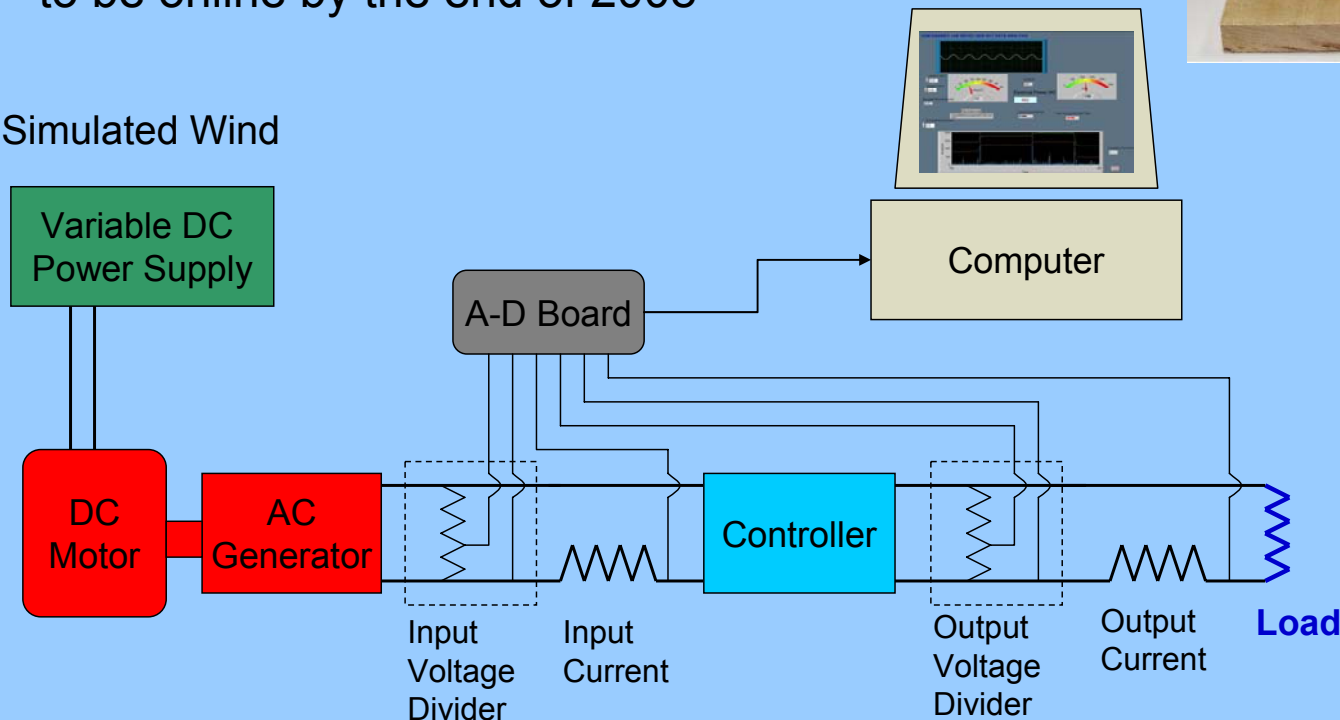 Simulated Wind
Variable DC
Power Supply
A-D Board
Computer
DC
Motor
AC
Generator
Controller
Input
Voltage
Divider
Input
Current
Output
Voltage
Divider
Output
Current
Load